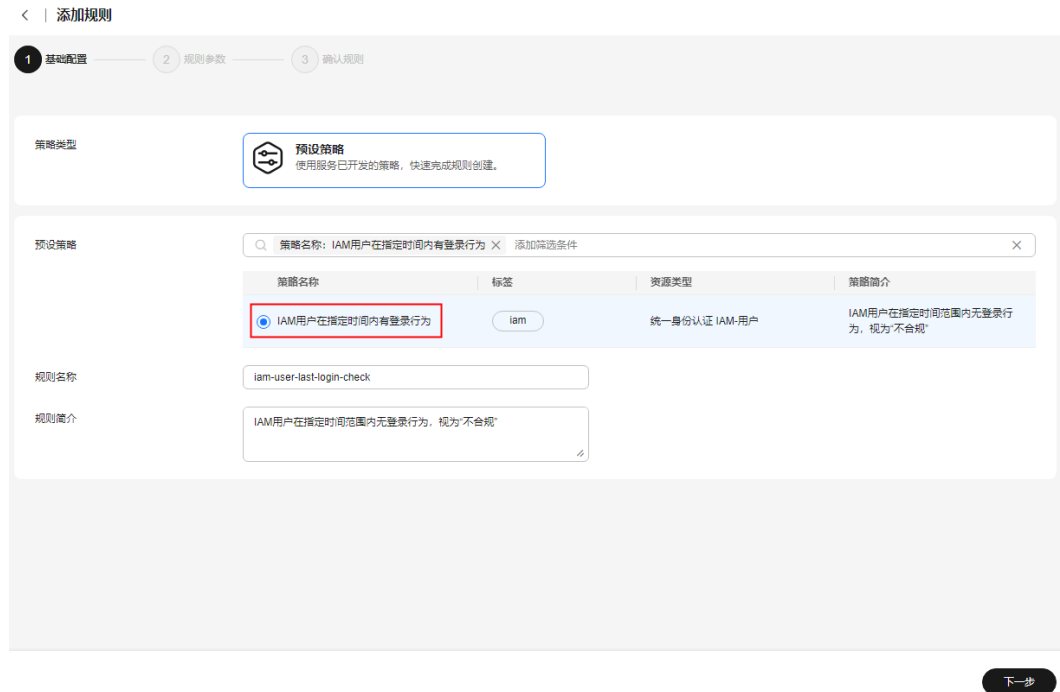 添加规则
1 基础配置 2 规则参数 3 确认规则
策略类型
预设策略
使用服务已开发的策略，快速完成规则创建。
预设策略
策略名称：IAM用户在指定时间内有登录行为 添加筛选条件
策略名称 标签 资源类型 策略简介
IAM用户在指定时间内有登录行为 iam 统一身份认证 IAM-用户
IAM用户在指定时间范围内无登录行
为，视为“不合规”
规则名称
iam-user-last-login-check
规则简介
IAM用户在指定时间范围内无登录行为，视为“不合规”
下一步